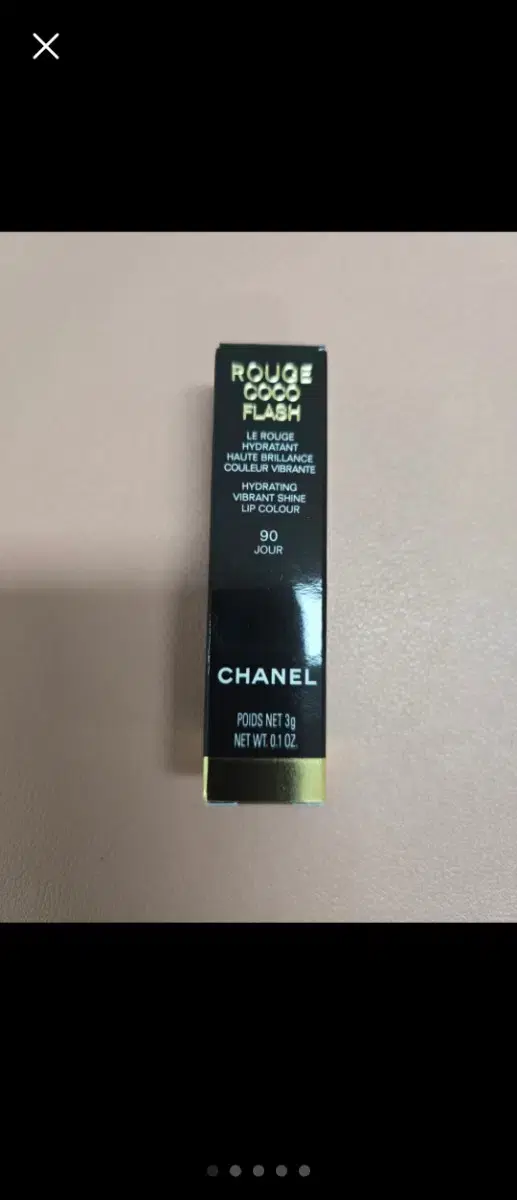 ROUGE
COCO
FLASH
LE ROUGE
HYDRATANT
HAUTE BRILLANCE
COULEUR VIBRANTE
HYDRATING
VIBRANT SHINE
LIP COLOUR
90
JOUR
CHANEL
POIDS NET 3g
NET WT. 0.1 OZ.